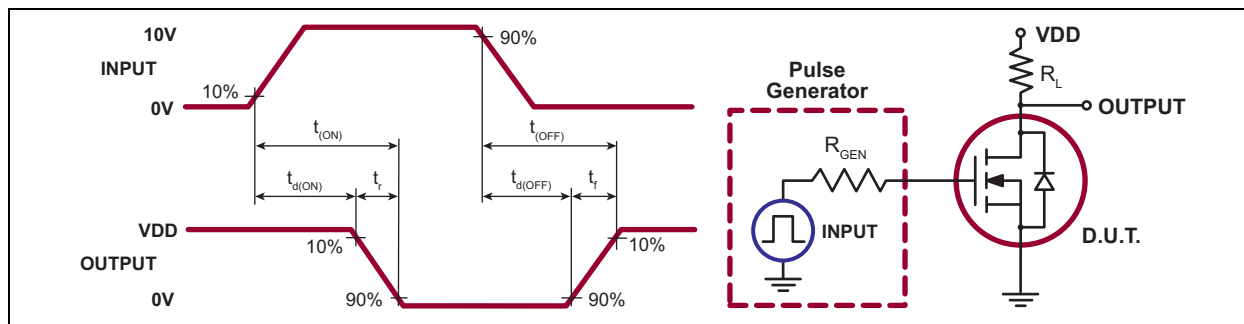 10V
INPUT
0V
10%
90%
t(ON)
t(OFF)
td(ON)
tr
td(OFF)
tf
VDD
OUTPUT
0V
10%
90%
90%
10%
Pulse
Generator
RGEN
INPUT
VDD
RL
OUTPUT
D.U.T.